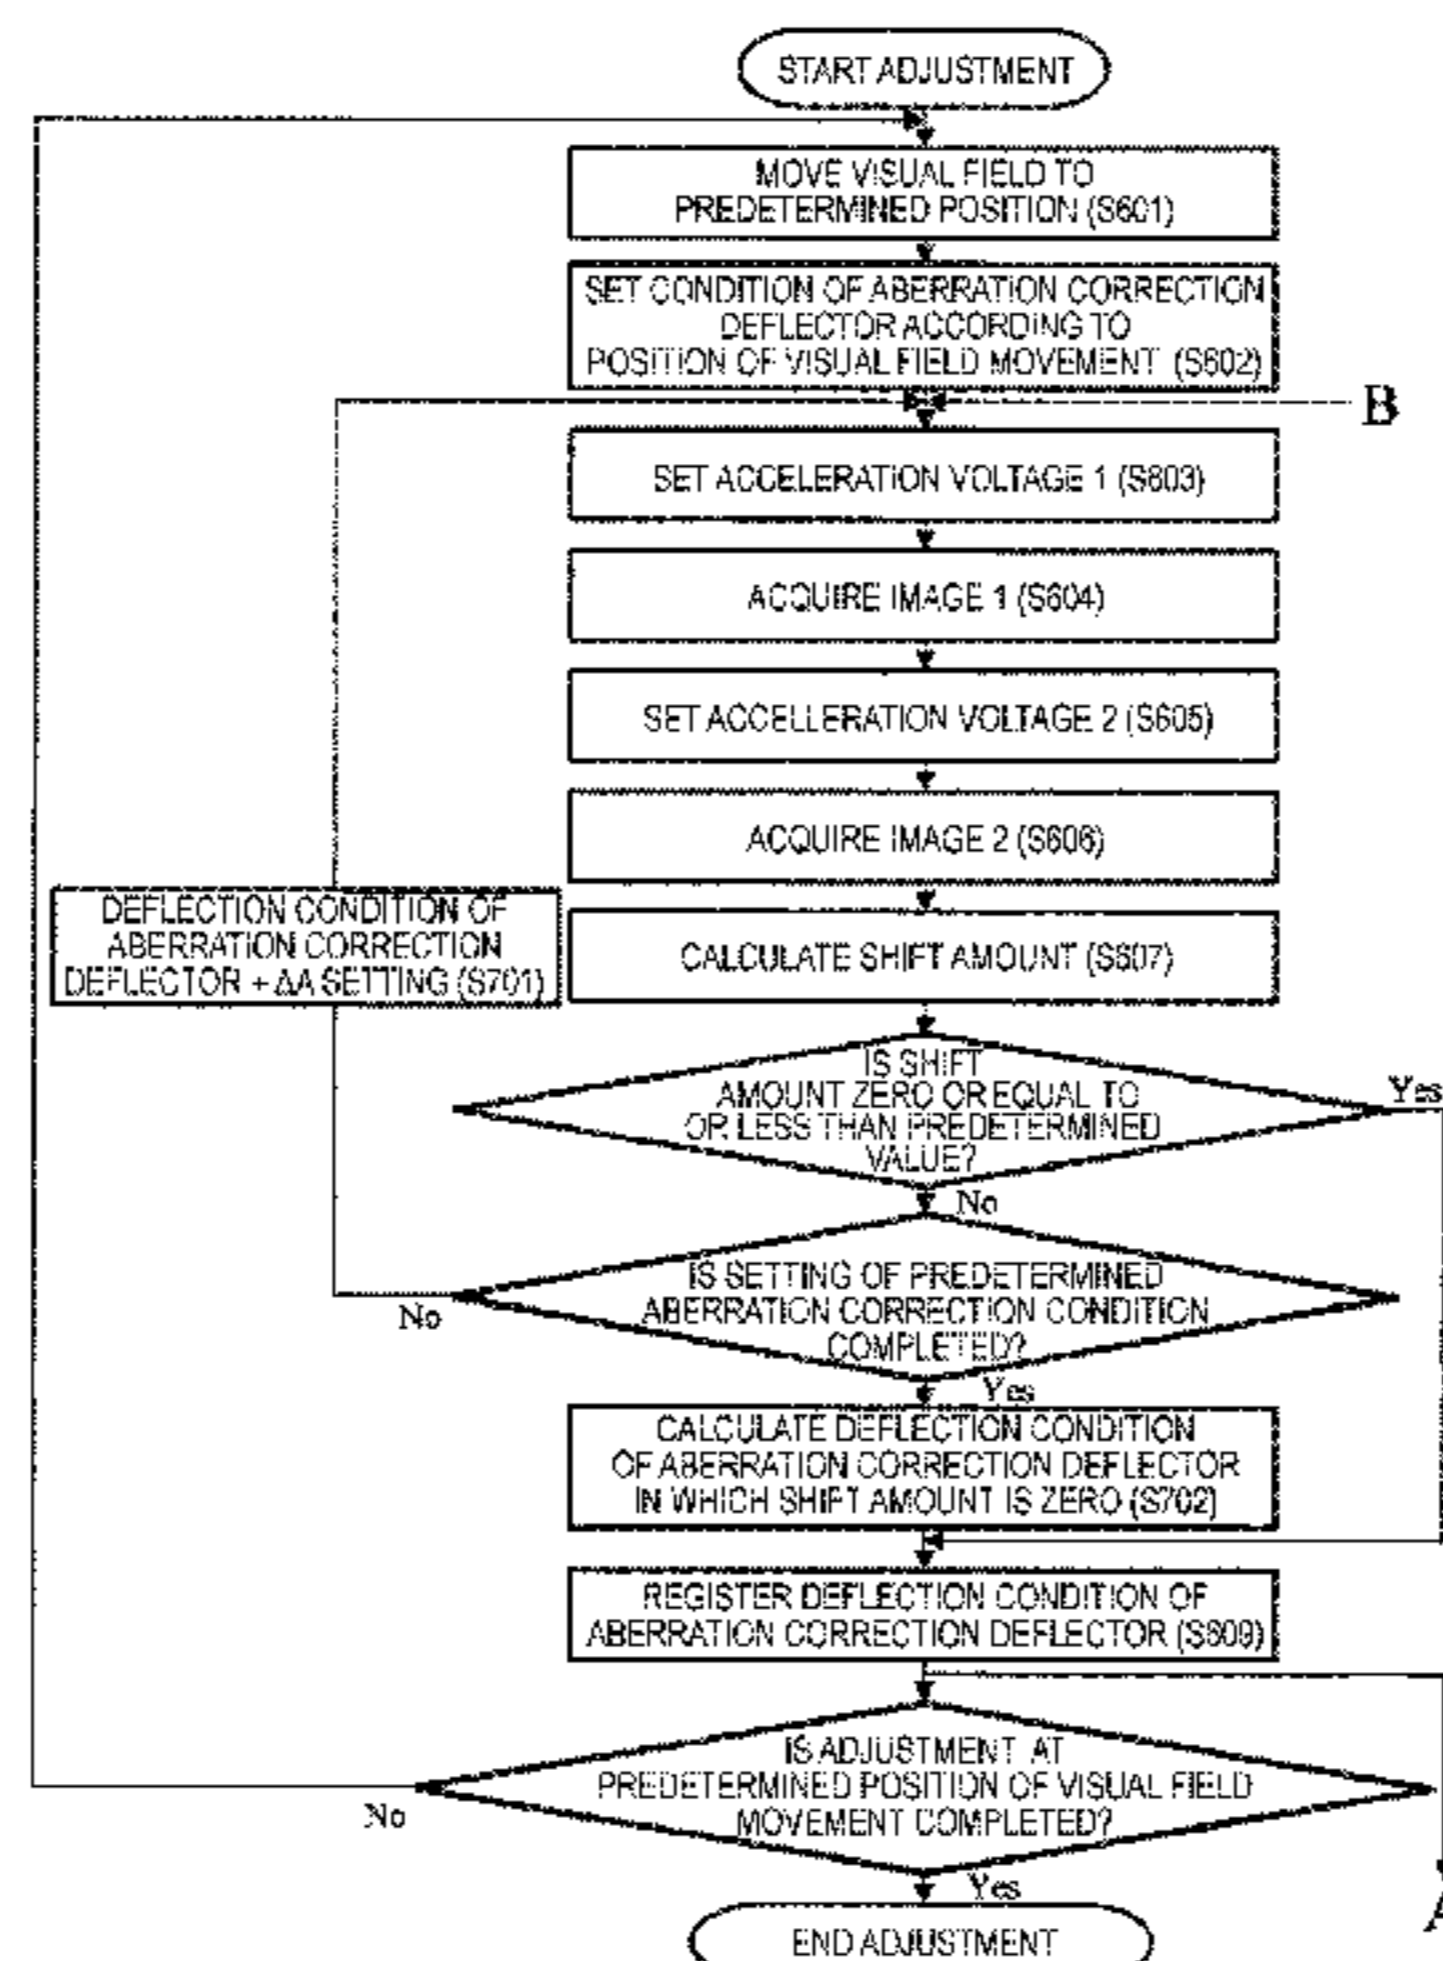 START ADJUSTMENT
MOVE VISUAL FIELD TO
PREDETERMINED POSITION (S601)
SET CONDITION OF ABERRATION CORRECTION
DEFLECTOR ACCORDING TO
POSITION OF VISUAL FIELD MOVEMENT (S602)
B
SET ACCELERATION VOLTAGE 1 (S603)
ACQUIRE IMAGE 1 (S604)
SET ACCELLERATION VOLTAGE 2 (S605)
ACQUIRE IMAGE 2 (S606)
DEFLECTION CONDITION OF
ABERRATION CORRECTION
DEFLECTOR + ΔA SETTING (S701)
CALCULATE SHIFT AMOUNT (S607)
IS SHIFT
AMOUNT ZERO OR EQUAL TO
OR LESS THAN PREDETERMINED
VALUE?
Yes
No
IS SETTING OF PREDETERMINED
ABERRATION CORRECTION CONDITION
COMPLETED?
No
Yes
CALCULATE DEFLECTION CONDITION
OF ABERRATION CORRECTION DEFLECTOR
IN WHICH SHIFT AMOUNT IS ZERO (S702)
REGISTER DEFLECTION CONDITION OF
ABERRATION CORRECTION DEFLECTOR (S609)
IS ADJUSTMENT AT
PREDETERMINED POSITION OF VISUAL FIELD
MOVEMENT COMPLETED?
No
Yes
A
END ADJUSTMENT